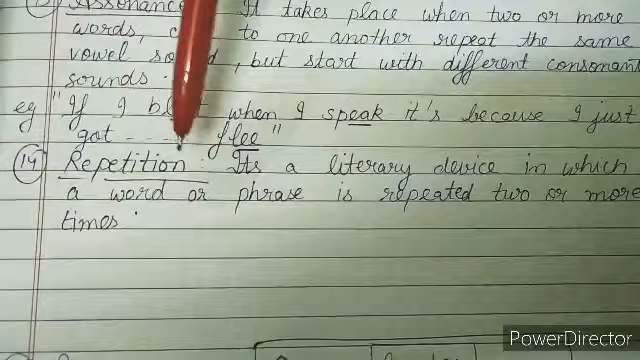 Assonance It takes place when two or more
words, to one another repeat the same
vowel, but start with different consonant
sounds.
eg "If I when I speak it's because I just
got ---- flee"
14 Repetition : Its a literary device in which
a word or phrase is repeated two or more
times.
PowerDirector